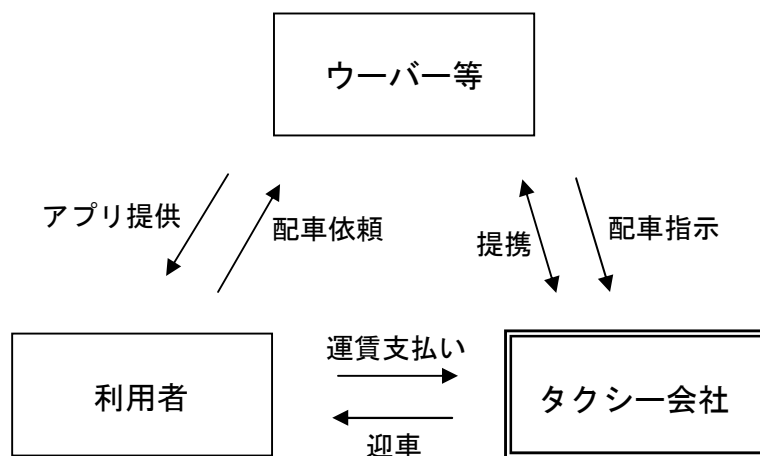 ウーバー等
アプリ提供
配車依頼
提携
配車指示
利用者
運賃支払い
迎車
タクシー会社